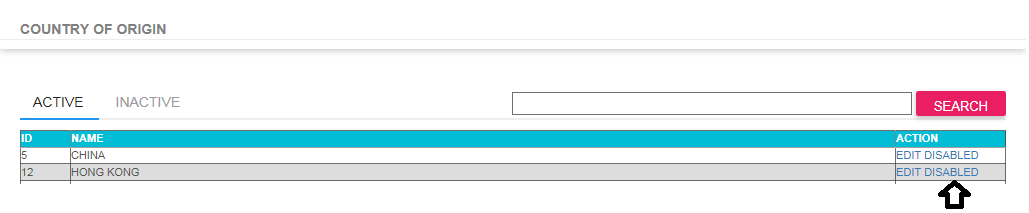 COUNTRY OF ORIGIN
ACTIVE INACTIVE SEARCH
ID NAME ACTION
5 CHINA EDIT DISABLED
12 HONG KONG EDIT DISABLED